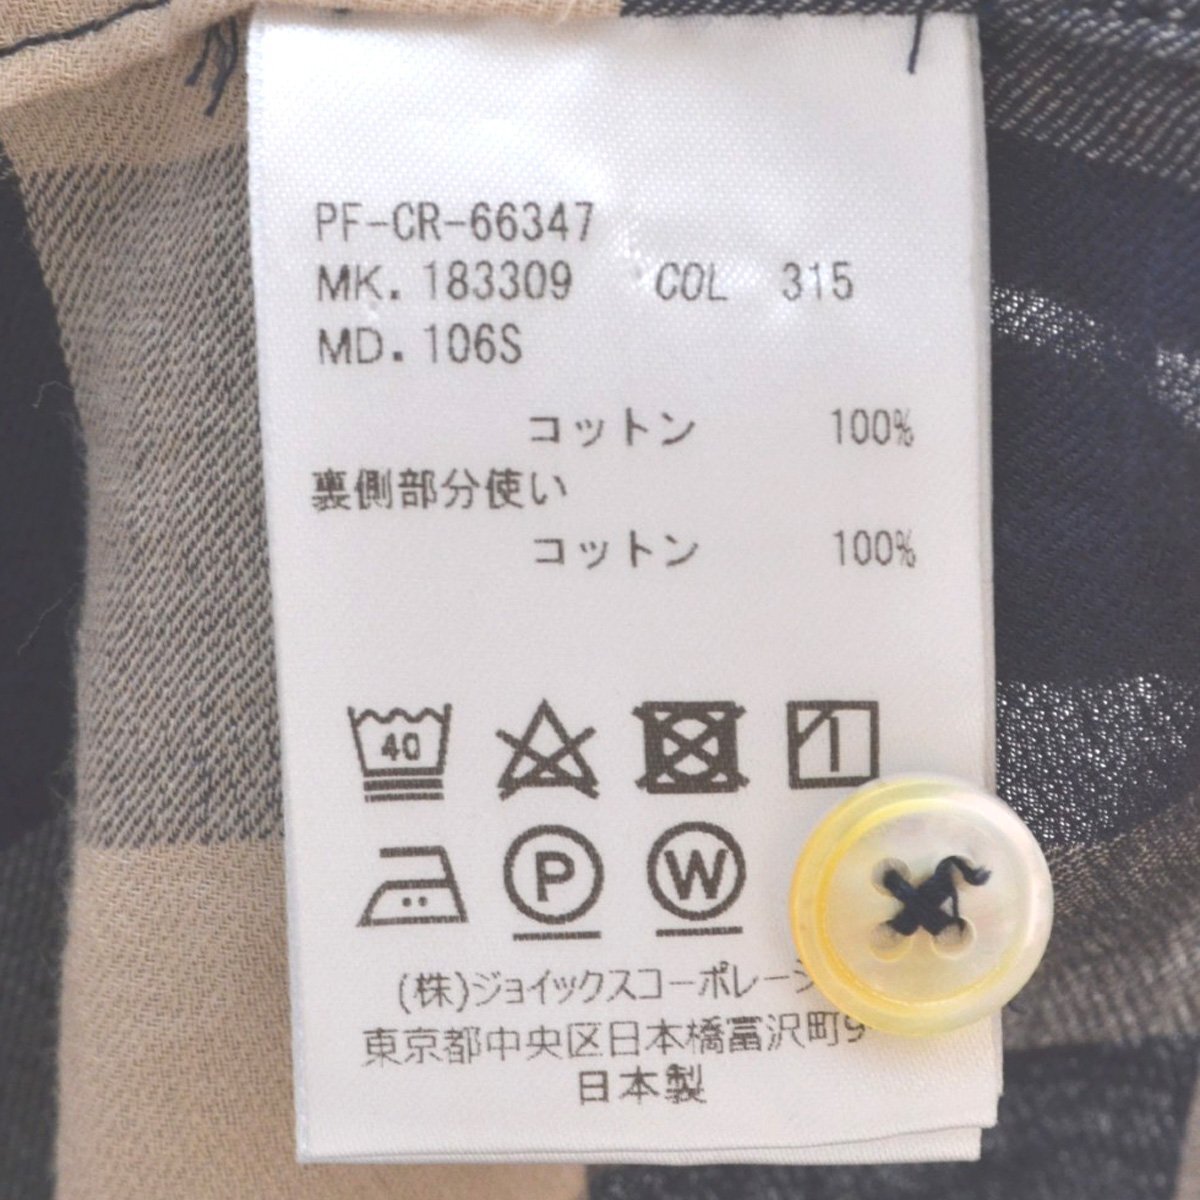 PF-CR-66347
MK. 183309 COL 315
MD. 106S
コットン 100%
裏側部分使い
コットン 100%
40
1
P W
(株)ジョイックスコーポレーシ
東京都中央区日本橋富沢町9
日本製